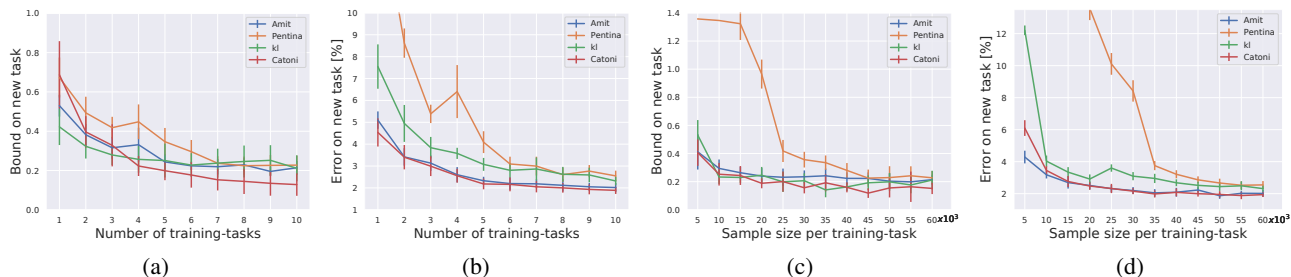 Bound on new task
1.0
0.8
0.6
0.4
0.2
0.0
Amit
Pentina
kl
Catoni
1 2 3 4 5 6 7 8 9 10
Number of training-tasks
(a)
Error on new task [%]
10
9
8
7
6
5
4
3
2
1
Amit
Pentina
kl
Catoni
1 2 3 4 5 6 7 8 9 10
Number of training-tasks
(b)
Bound on new task
1.4
1.2
1.0
0.8
0.6
0.4
0.2
0.0
Amit
Pentina
kl
Catoni
5 10 15 20 25 30 35 40 45 50 55 60 x10³
Sample size per training-task
(c)
Error on new task [%]
12
10
8
6
4
2
Amit
Pentina
kl
Catoni
5 10 15 20 25 30 35 40 45 50 55 60 x10³
Sample size per training-task
(d)